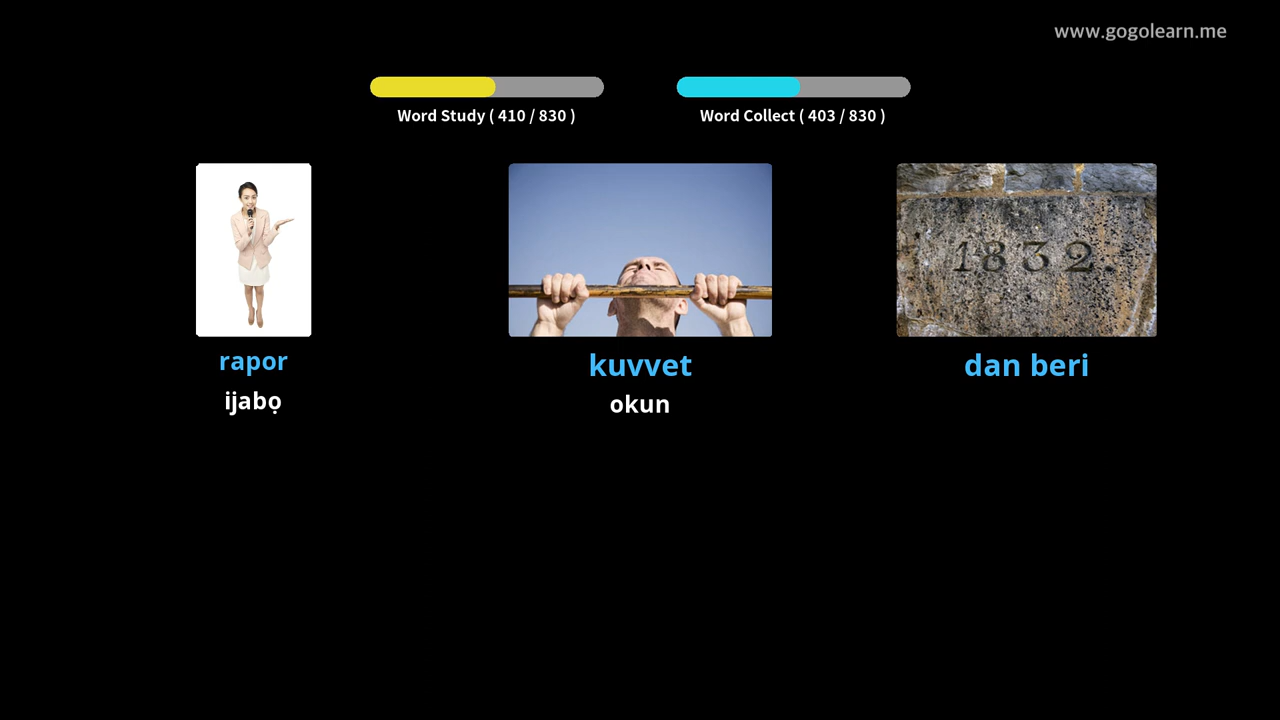 www.gogolearn.me
Word Study ( 410 / 830 )
Word Collect ( 403 / 830 )
1832.
rapor
ijabọ
kuvvet
okun
dan beri